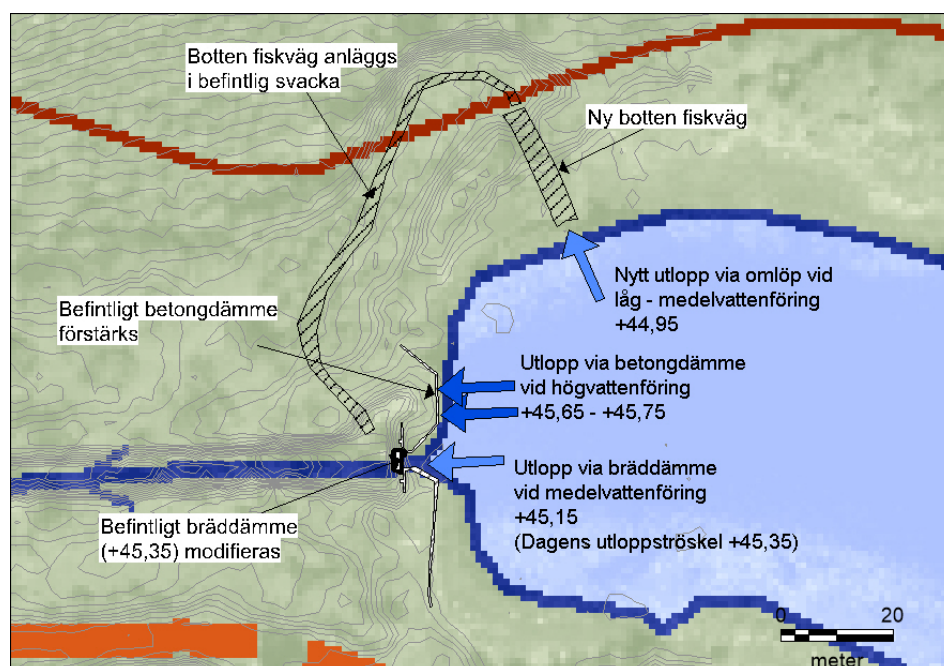 Botten fiskväg anläggs
i befintlig svacka
Ny botten fiskväg
Nytt utlopp via omlöp vid
låg - medelvattenföring
+44,95
Befintligt betongdämme
förstärks
Utlopp via betongdämme
vid högvattenföring
+45,65 - +45,75
Utlopp via bräddämme
vid medelvattenföring
+45,15
(Dagens utloppströskel +45,35)
Befintligt bräddämme
(+45,35) modifieras
0 20
meter